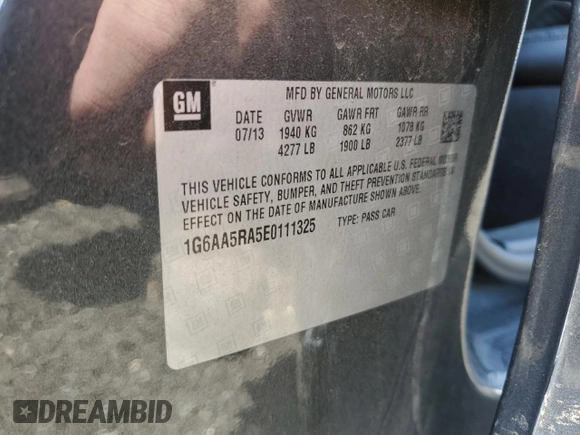 GM
MFD BY GENERAL MOTORS LLC
DATE GVWR GAWR FRT GAWR RR
07/13 1940 KG 862 KG 1078 KG
4277 LB 1900 LB 2377 LB
THIS VEHICLE CONFORMS TO ALL APPLICABLE U.S. FEDERAL MOTOR
VEHICLE SAFETY, BUMPER, AND THEFT PREVENTION STANDARDS IN
EFFECT ON THE DATE OF MANUFACTURE SHOWN ABOVE.
1G6AA5RA5E0111325 TYPE: PASS CAR
DREAMBID